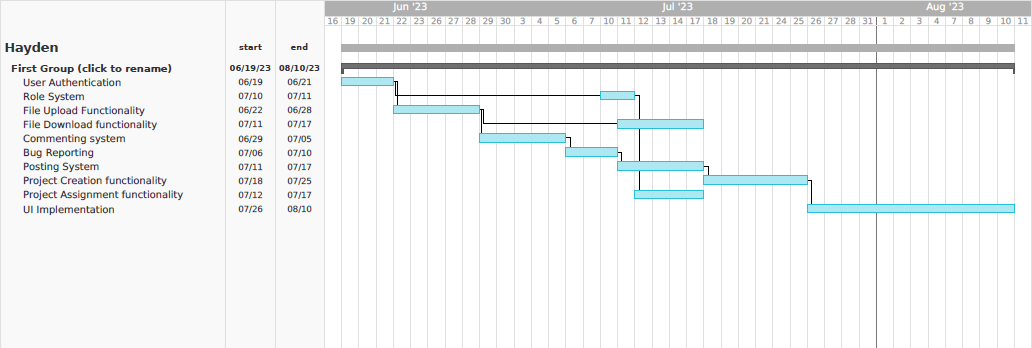 Jun '23 Jul '23 Aug '23
16 19 20 21 22 23 26 27 28 29 30 3 4 5 6 7 10 11 12 13 14 17 18 19 20 21 24 25 26 27 28 31 1 2 3 4 7 8 9 10 11
Hayden start end
First Group (click to rename) 06/19/23 08/10/23
User Authentication 06/19 06/21
Role System 07/10 07/11
File Upload Functionality 06/22 06/28
File Download functionality 07/11 07/17
Commenting system 06/29 07/05
Bug Reporting 07/06 07/10
Posting System 07/11 07/17
Project Creation functionality 07/18 07/25
Project Assignment functionality 07/12 07/17
UI Implementation 07/26 08/10